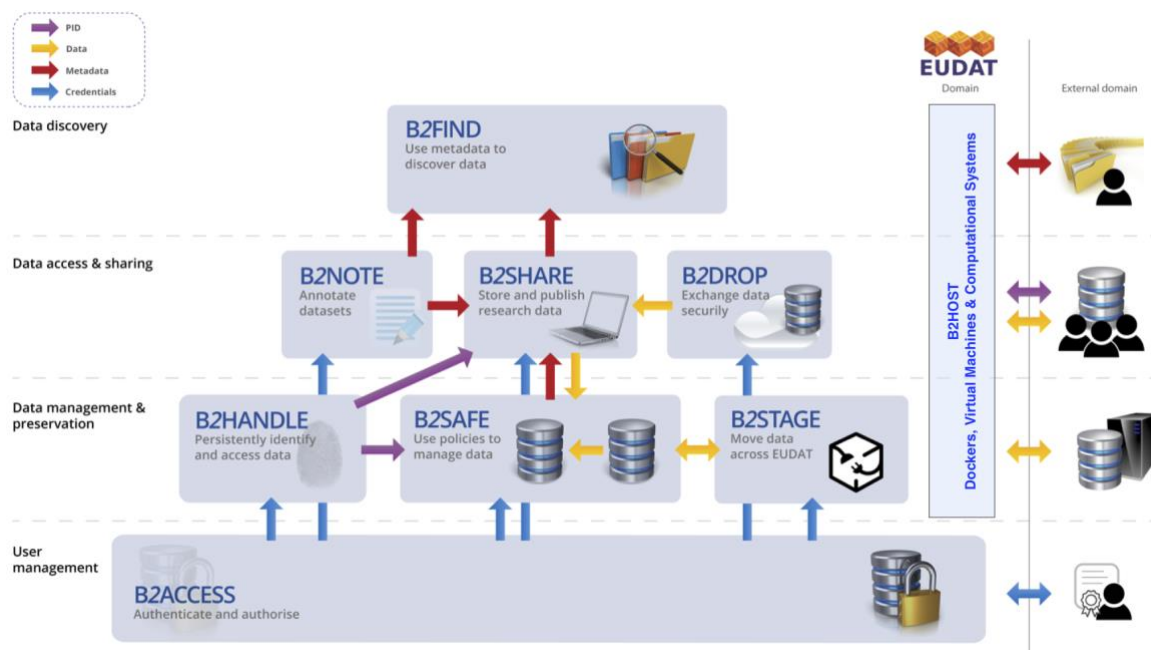 PID
Data
Metadata
Credentials
EUDAT
Domain
External domain
Data discovery
B2FIND
Use metadata to
discover data
Data access & sharing
B2NOTE
Annotate
datasets
B2SHARE
Store and publish
research data
B2DROP
Exchange data
security
B2HOST
Dockers, Virtual Machines & Computational Systems
Data management &
preservation
B2HANDLE
Persistently identify
and access data
B2SAFE
Use policies to
manage data
B2STAGE
Move data
across EUDAT
User
management
B2ACCESS
Authenticate and authorise